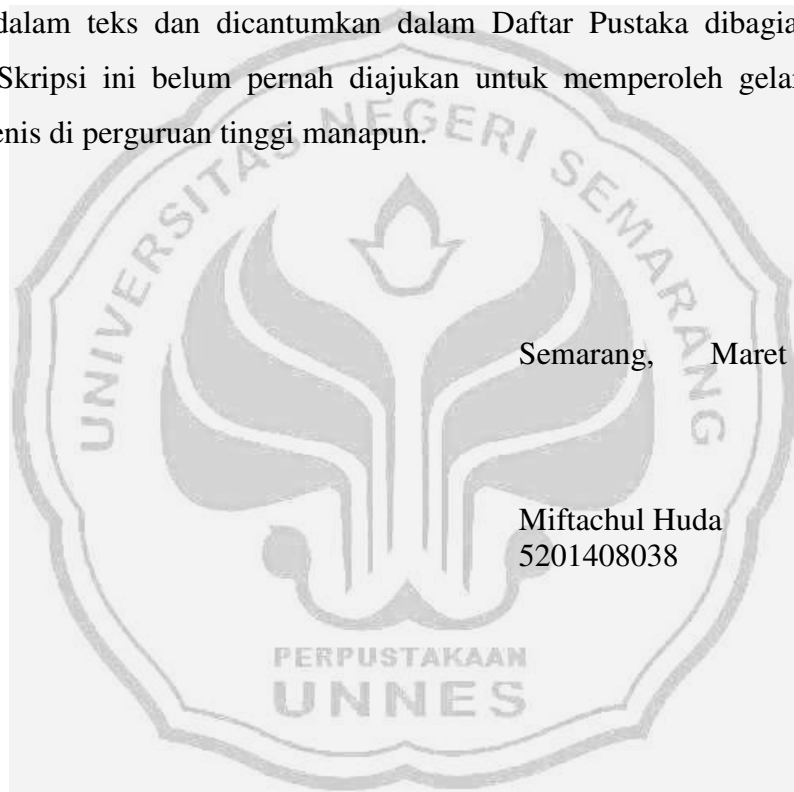 dalam teks dan dicantumkan dalam Daftar Pustaka dibagia
Skripsi ini belum pernah diajukan untuk memperoleh gela
enis di perguruan tinggi manapun.
UNIVERSITAS NEGERI SEMARANG
Semarang, Maret
Miftachul Huda
5201408038
PERPUSTAKAAN
UNNES